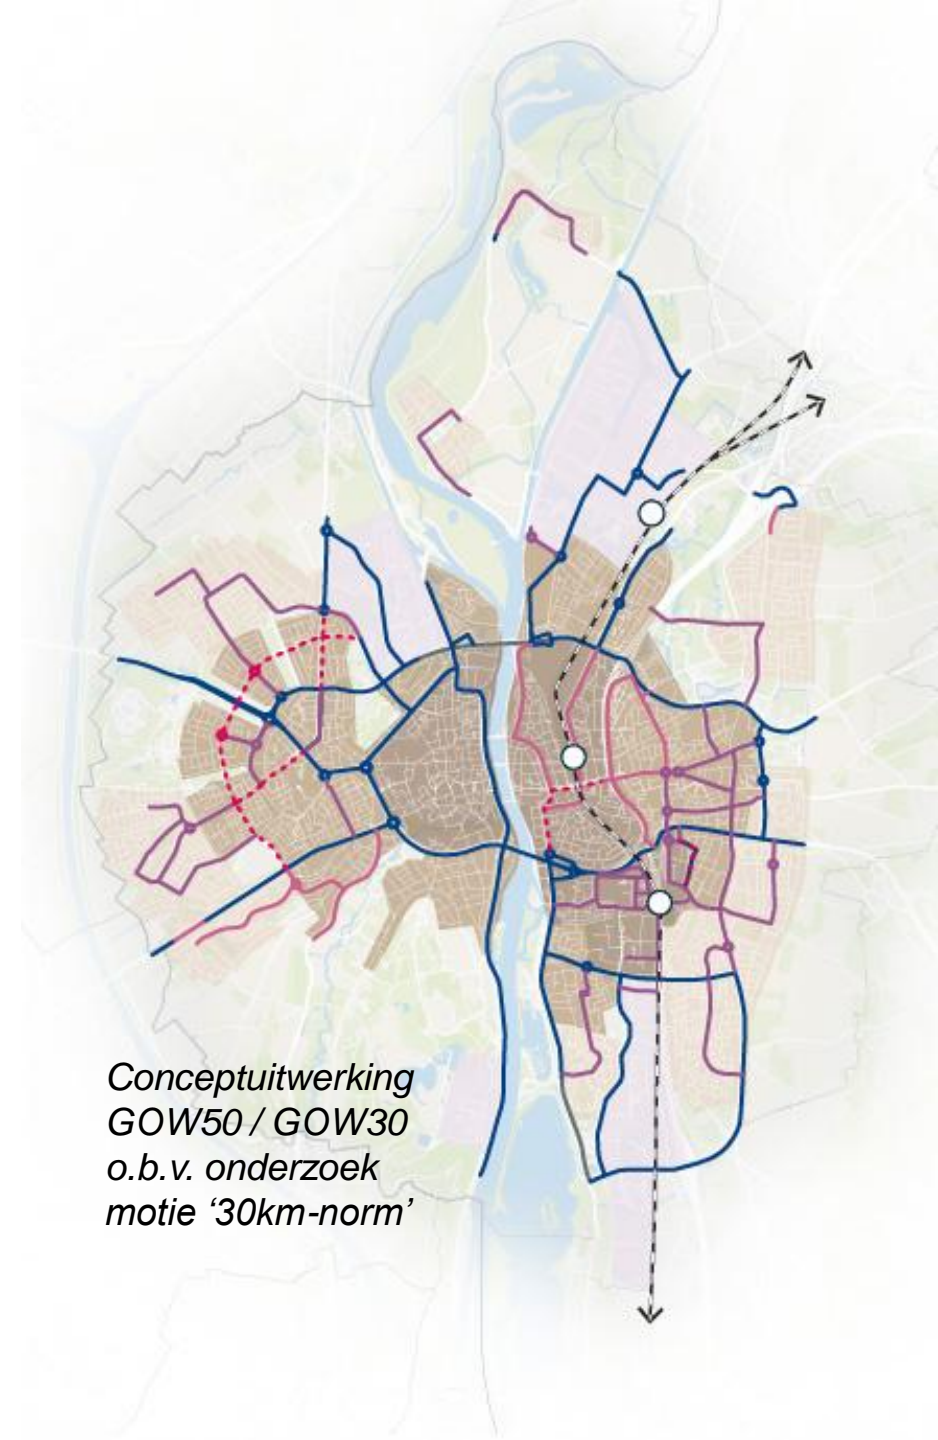 Conceptuitwerking
GOW50 / GOW30
o.b.v. onderzoek
motie ‘30km-norm’